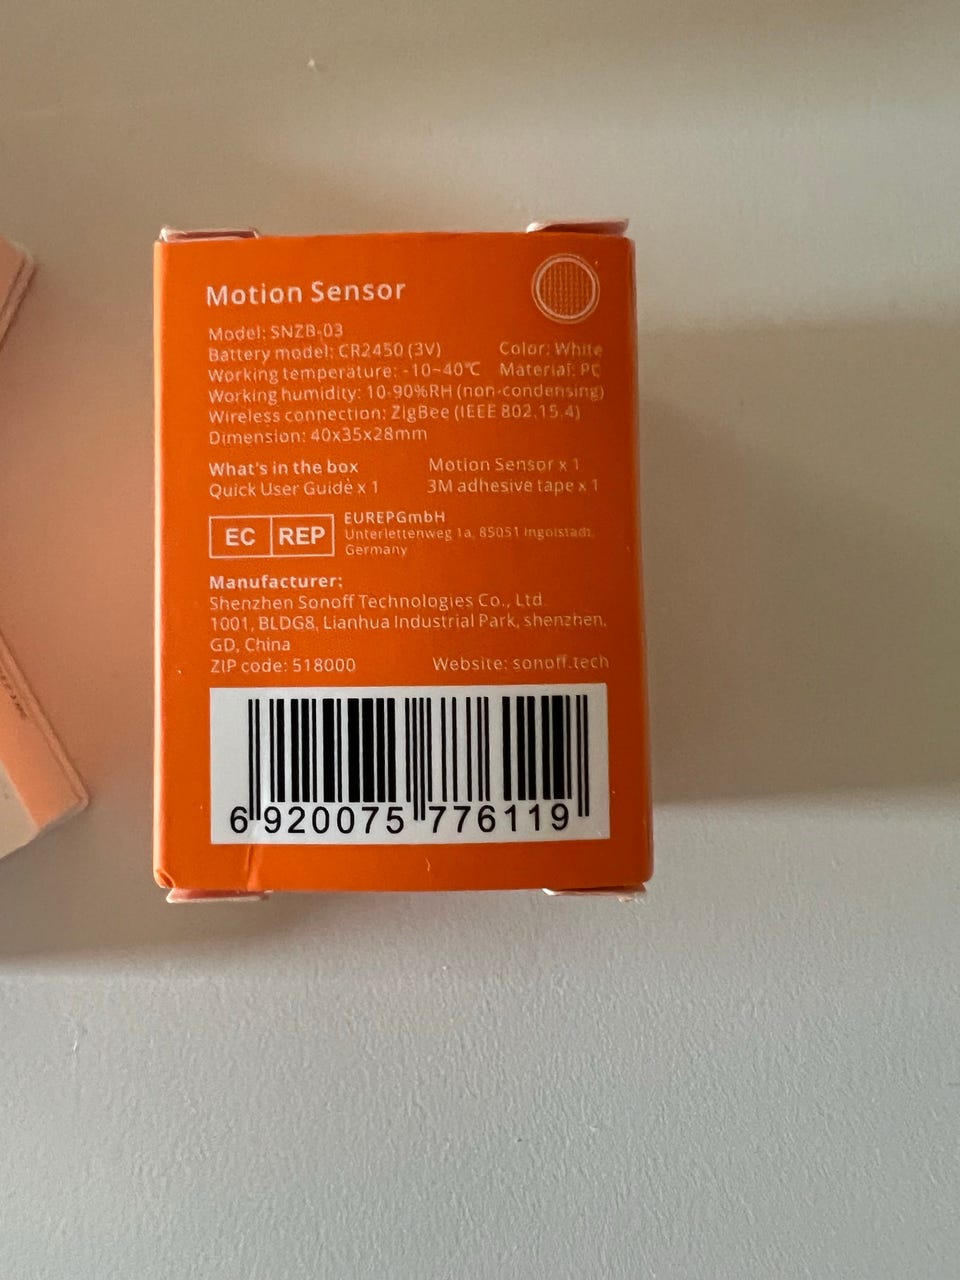 Motion Sensor
Model: SNZB-03
Battery model: CR2450 (3V) Color: White
Working temperature: -10~40℃ Material: PC
Working humidity: 10-90%RH (non-condensing)
Wireless connection: ZigBee (IEEE 802.15.4)
Dimension: 40x35x28mm
What's in the box Motion Sensor x 1
Quick User Guide x 1 3M adhesive tape x 1
EC REP
EUREPGmbH
Unterlettenweg 1a, 85051 Ingolstadt,
Germany
Manufacturer:
Shenzhen Sonoff Technologies Co., Ltd.
1001, BLDG8, Lianhua Industrial Park, shenzhen,
GD, China
ZIP code: 518000 Website: sonoff.tech
6 920075 776119